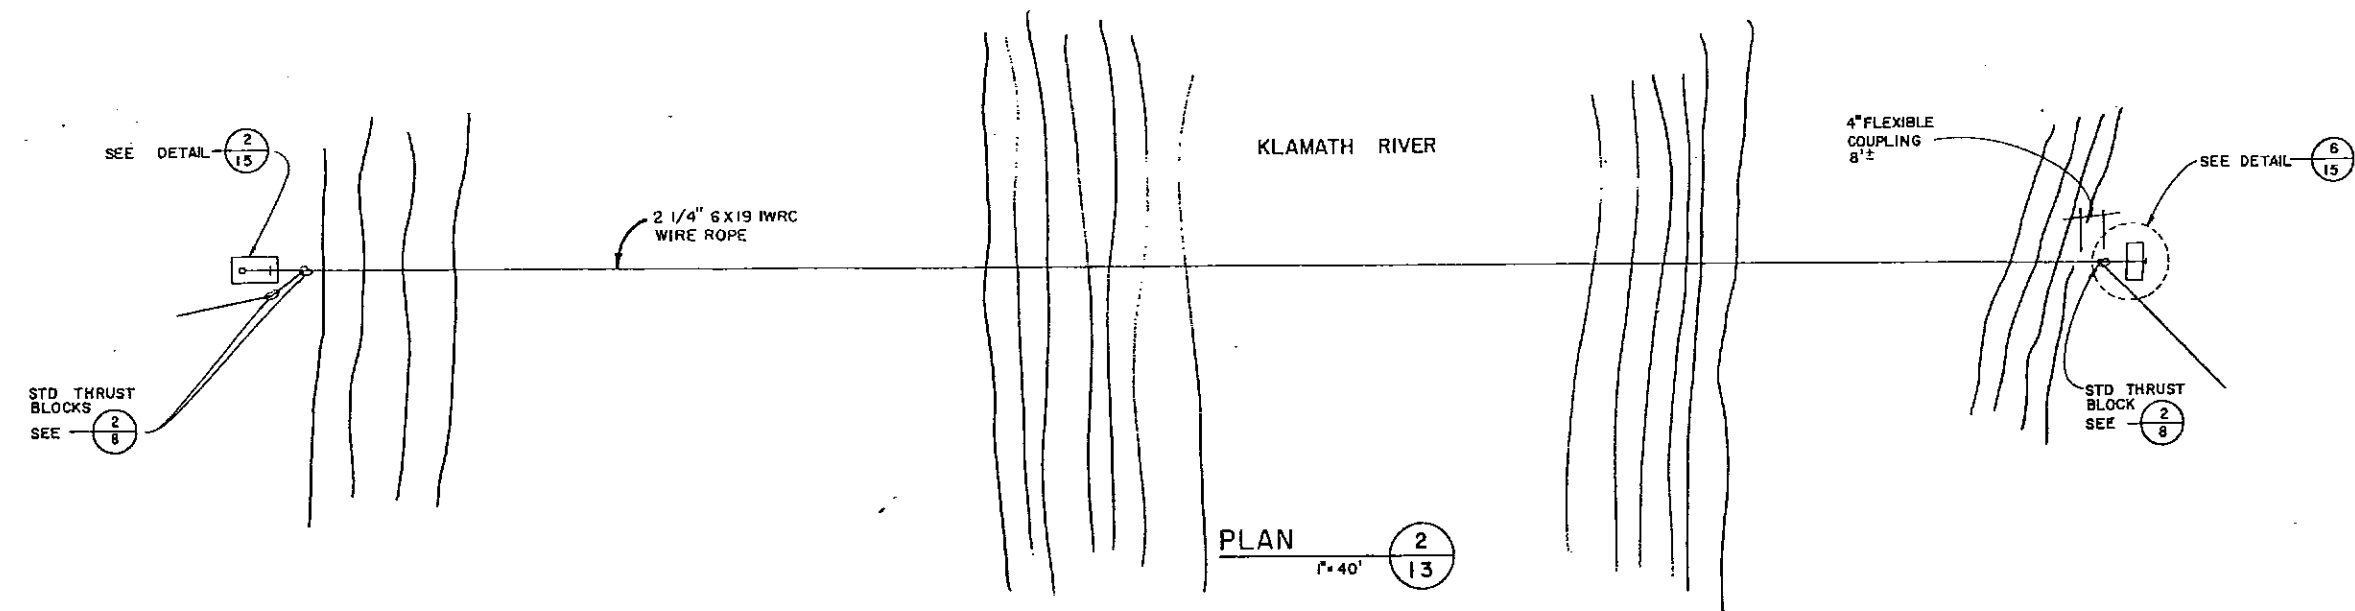 SEE DETAIL 2
15
2 1/4" 6X19 IWRC
WIRE ROPE
STD THRUST
BLOCKS
SEE 2
8
KLAMATH RIVER
4" FLEXIBLE
COUPLING
8'±
SEE DETAIL 6
15
STD THRUST
BLOCK
SEE 2
8
PLAN 2
1"=40' 13